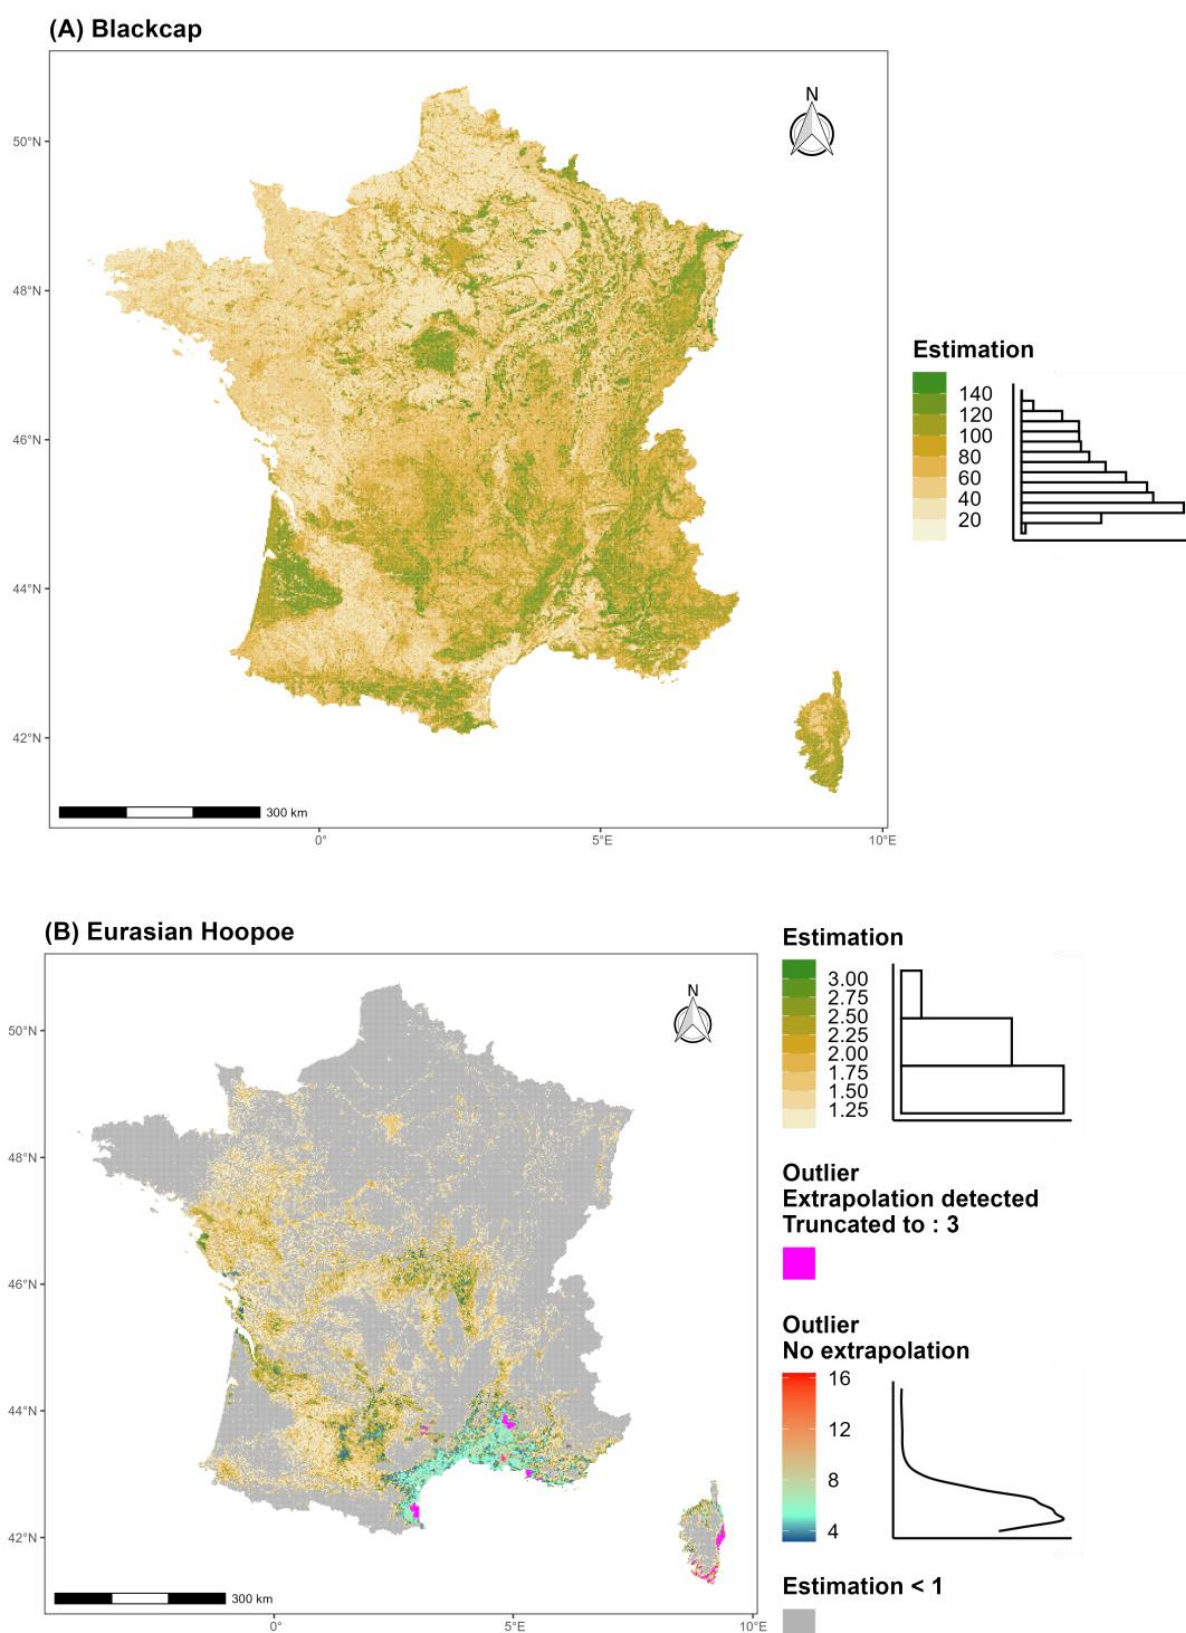 (A) Blackcap
N
50°N
48°N
46°N
44°N
42°N
300 km
0°
5°E
10°E
Estimation
140
120
100
80
60
40
20
(B) Eurasian Hoopoe
N
50°N
48°N
46°N
44°N
42°N
300 km
0°
5°E
10°E
Estimation
3.00
2.75
2.50
2.25
2.00
1.75
1.50
1.25
Outlier
Extrapolation detected
Truncated to : 3
Outlier
No extrapolation
16
12
8
4
Estimation < 1